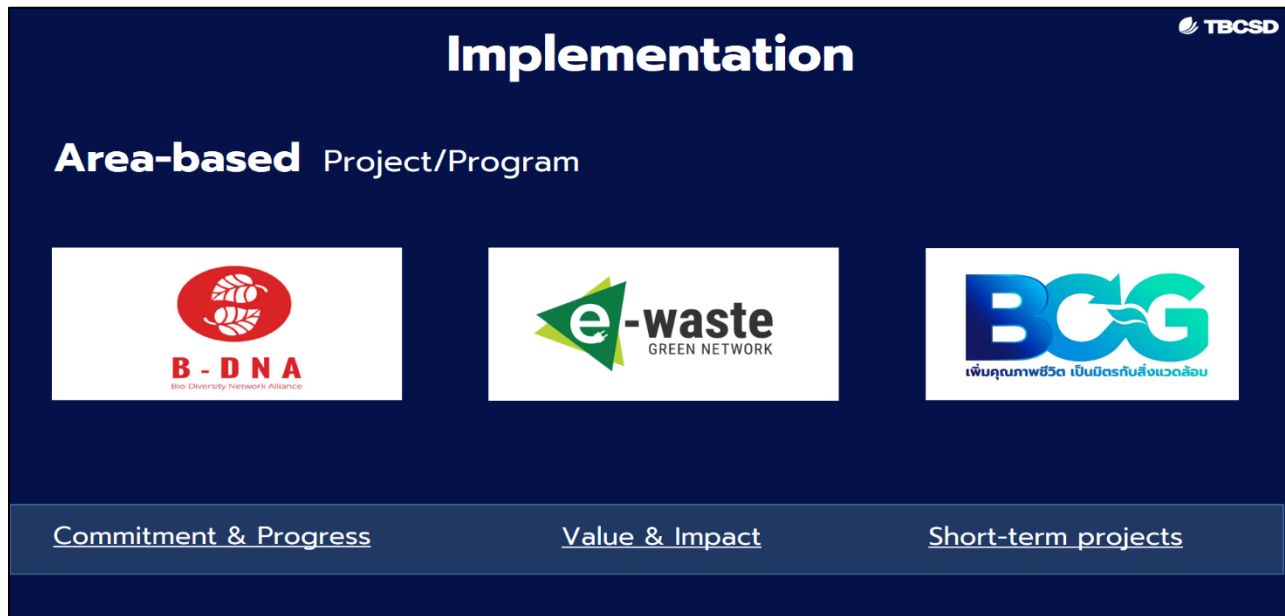 TBCSD
Implementation
Area-based Project/Program
B - D N A
Bio-Diversity Network Alliance
e-waste
GREEN NETWORK
BCG
เพิ่มคุณภาพชีวิต เป็นมิตรกับสิ่งแวดล้อม
Commitment & Progress
Value & Impact
Short-term projects